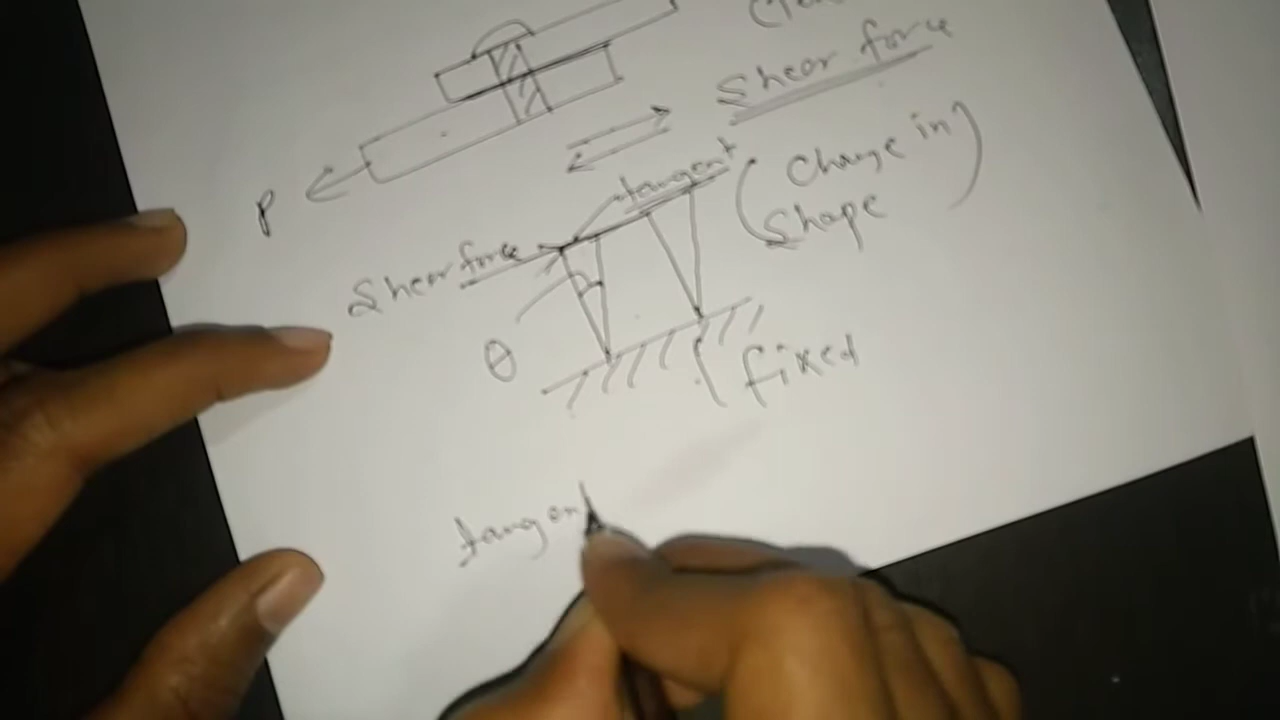 Shear force
P
tangent
(Change in)
Shape
Shear force
θ
fixed
tangent